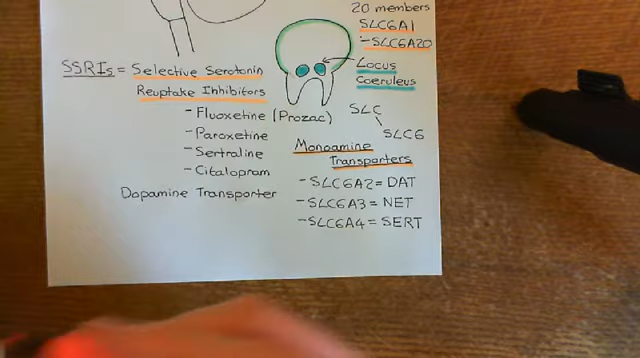 20 members
SLC6A1
-SLC6A20
Locus
Coeruleus
SSRIs = Selective Serotonin
Reuptake Inhibitors
- Fluoxetine (Prozac)
- Paroxetine
- Sertraline
- Citalopram
Dopamine Transporter
SLC
SLC6
Monoamine
Transporters
- SLC6A2 = DAT
- SLC6A3 = NET
- SLC6A4 = SERT